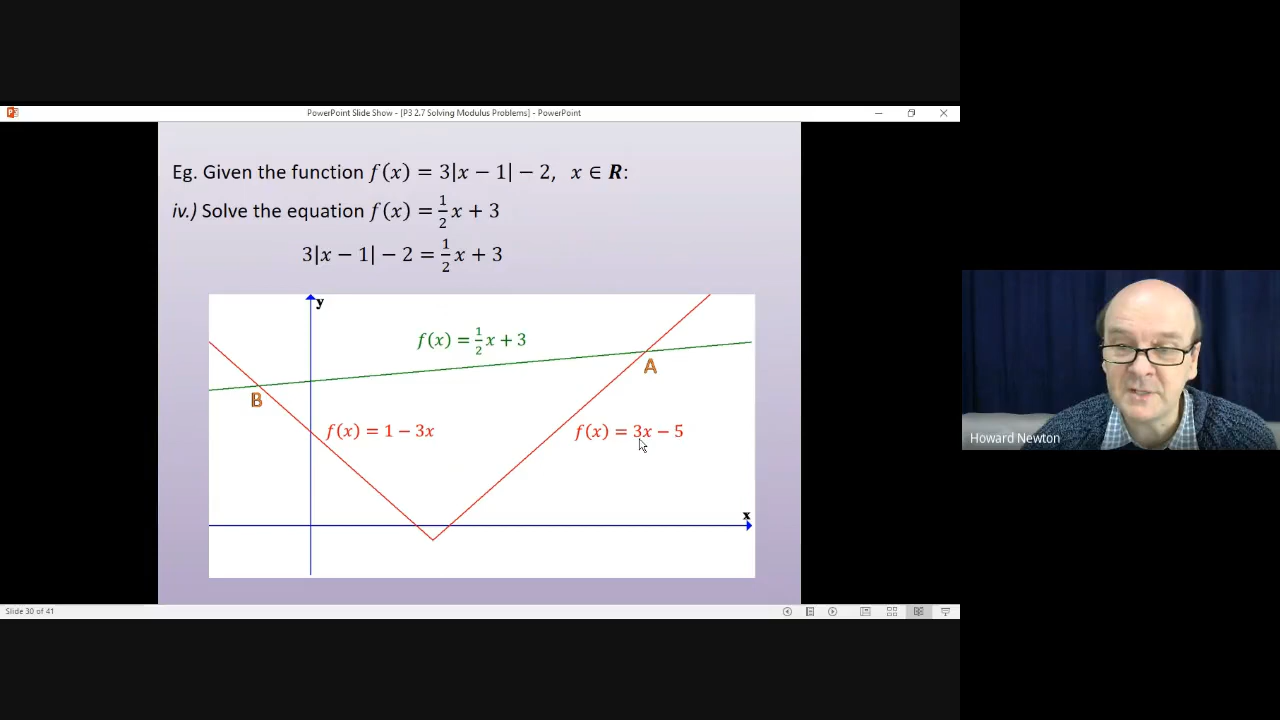 PowerPoint Slide Show - [P3 2.7 Solving Modulus Problems] - PowerPoint
Eg. Given the function f(x) = 3|x − 1| − 2, x ∈ R:
iv.) Solve the equation f(x) = 1/2 x + 3
3|x − 1| − 2 = 1/2 x + 3
y
f(x) = 1/2 x + 3
A
B
f(x) = 1 − 3x
f(x) = 3x − 5
x
Howard Newton
Slide 30 of 41